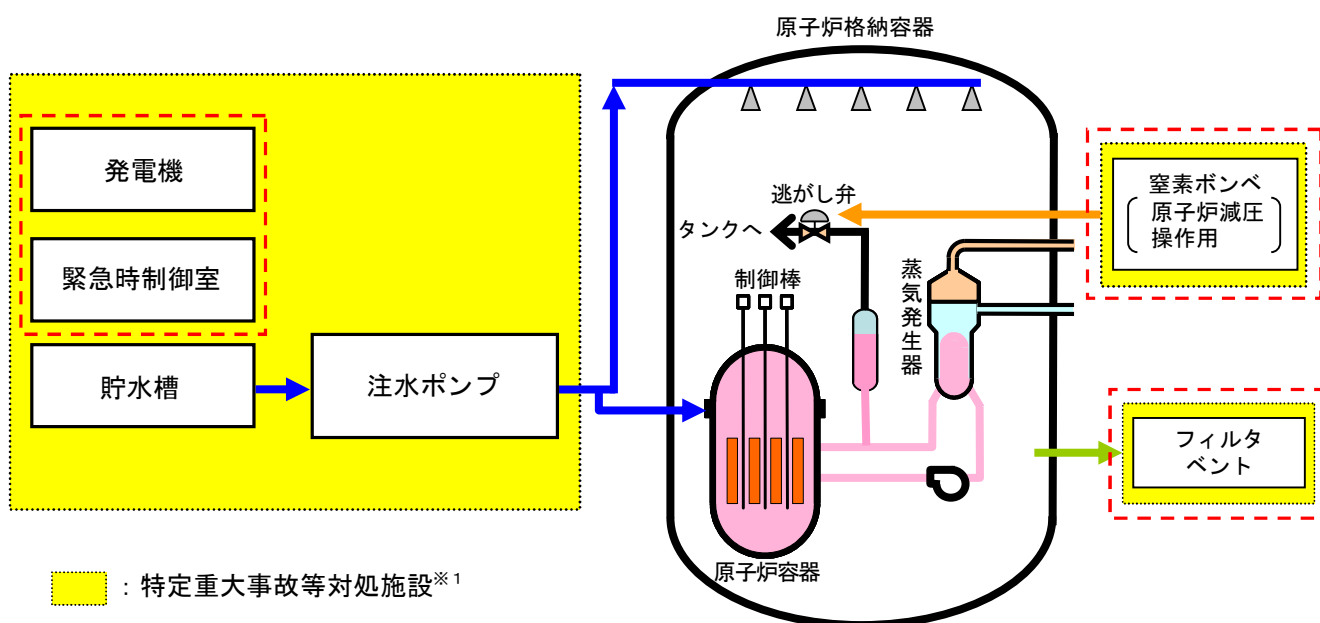 原子炉格納容器
発電機
緊急時制御室
貯水槽
注水ポンプ
逃がし弁
タンクへ
制御棒
蒸気発生器
原子炉容器
窒素ボンベ
原子炉減圧
操作用
フィルタ
ベント
：特定重大事故等対処施設※1